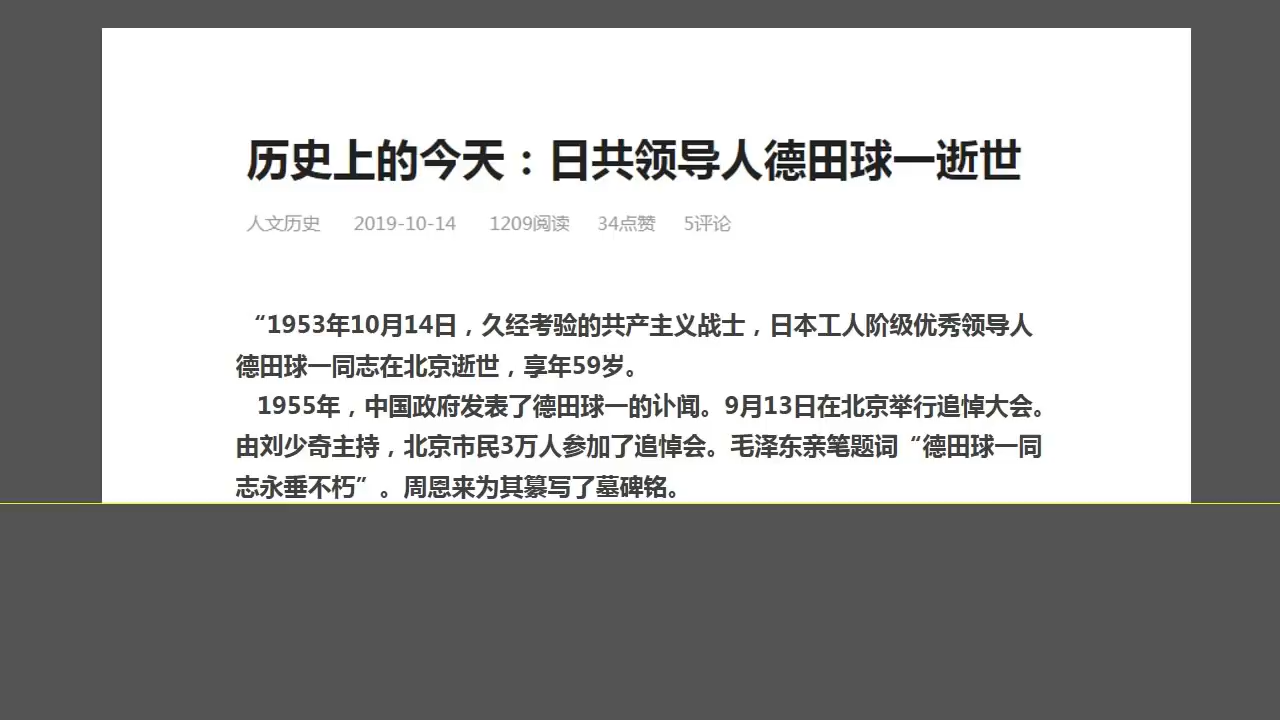 历史上的今天：日共领导人德田球一逝世
人文历史 2019-10-14 1209阅读 34点赞 5评论
“1953年10月14日，久经考验的共产主义战士，日本工人阶级优秀领导人
德田球一同志在北京逝世，享年59岁。
1955年，中国政府发表了德田球一的讣闻。9月13日在北京举行追悼大会。
由刘少奇主持，北京市民3万人参加了追悼会。毛泽东亲笔题词“德田球一同
志永垂不朽”。周恩来为其纂写了墓碑铭。